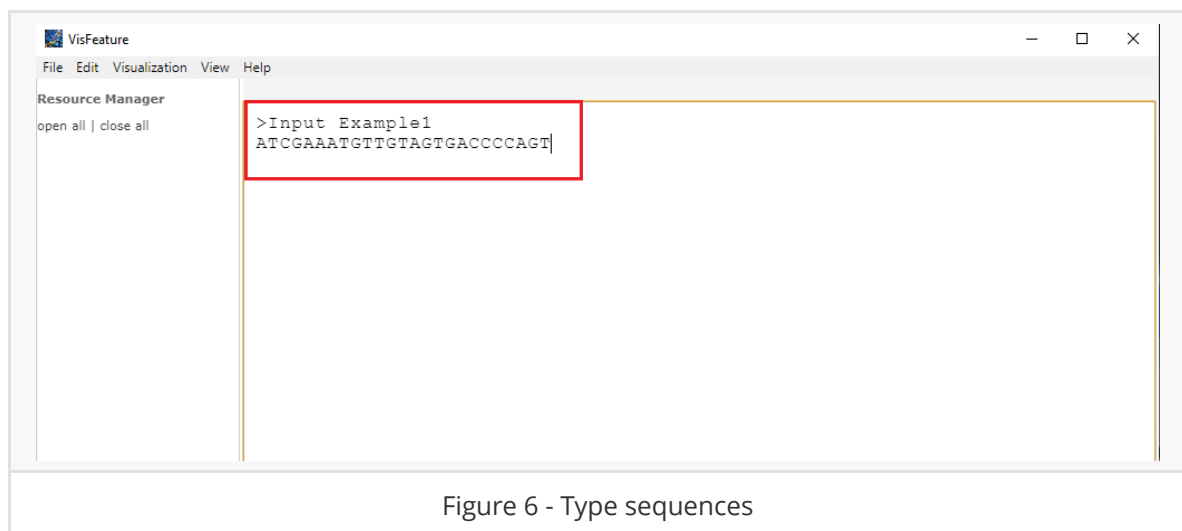 VisFeature
File Edit Visualization View Help
Resource Manager
open all | close all
>Input Example1
ATCGAAATGTTGTAGTGACCCCAGT
Figure 6 - Type sequences